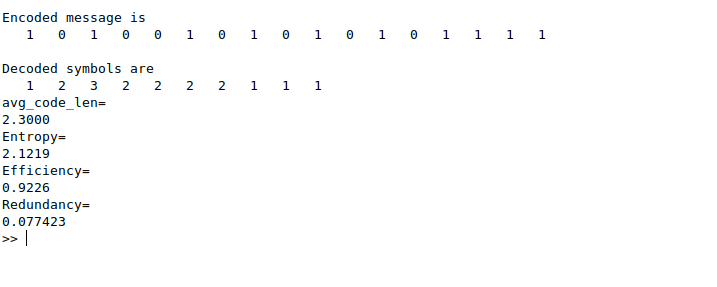 Encoded message is
1 0 1 0 0 1 0 1 0 1 0 1 0 1 1 1 1
Decoded symbols are
1 2 3 2 2 2 2 1 1 1
avg_code_len=
2.3000
Entropy=
2.1219
Efficiency=
0.9226
Redundancy=
0.077423
>>